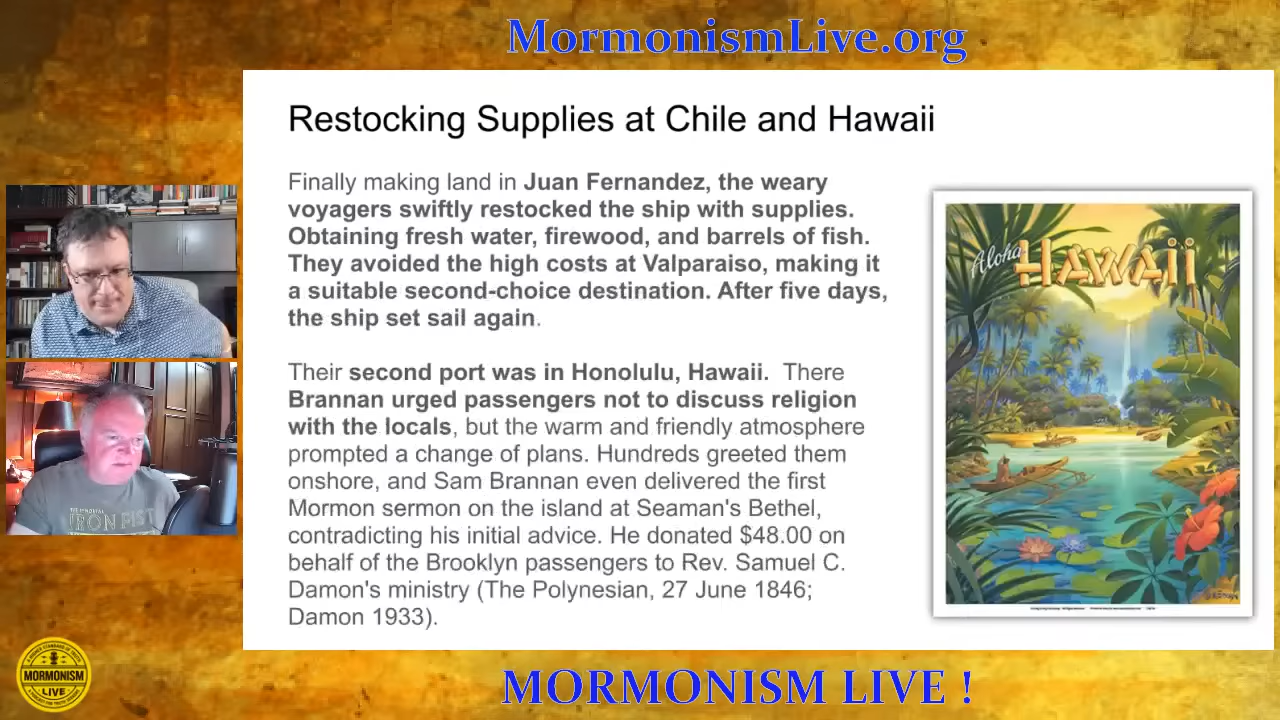 MormonismLive.org
Restocking Supplies at Chile and Hawaii
Finally making land in Juan Fernandez, the weary
voyagers swiftly restocked the ship with supplies.
Obtaining fresh water, firewood, and barrels of fish.
They avoided the high costs at Valparaiso, making it
a suitable second-choice destination. After five days,
the ship set sail again.
Their second port was in Honolulu, Hawaii.  There
Brannan urged passengers not to discuss religion
with the locals, but the warm and friendly atmosphere
prompted a change of plans. Hundreds greeted them
onshore, and Sam Brannan even delivered the first
Mormon sermon on the island at Seaman's Bethel,
contradicting his initial advice. He donated $48.00 on
behalf of the Brooklyn passengers to Rev. Samuel C.
Damon's ministry (The Polynesian, 27 June 1846;
Damon 1933).
Aloha
HAWAII
IRON FIST
MORMONISM
LIVE
MORMONISM LIVE !